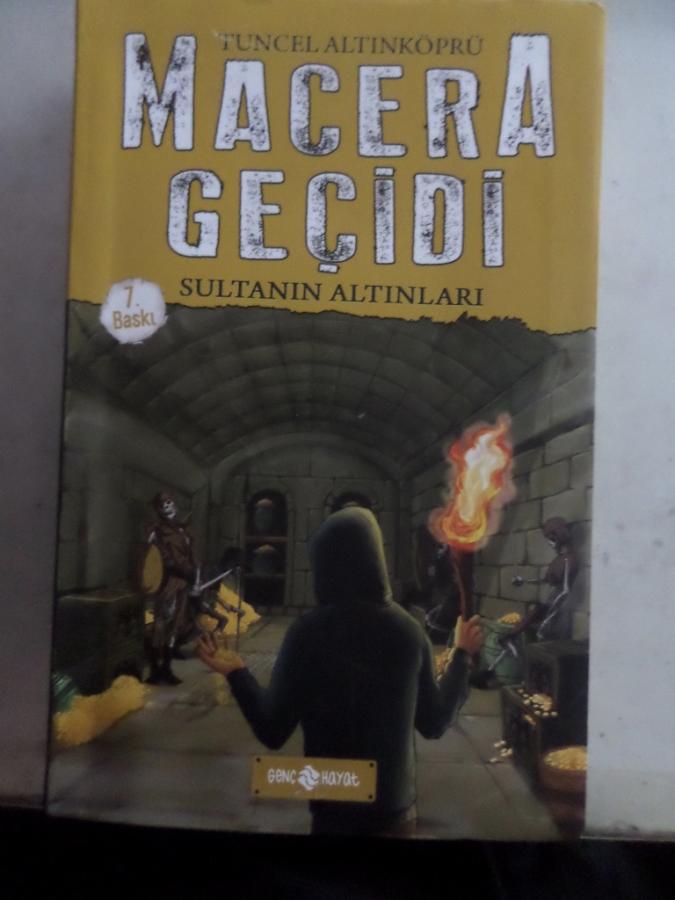 TUNCEL ALTINKÖPRÜ
MACERA
GEÇİDİ
SULTANIN ALTINLARI
7.
Baskı
GENÇ HAYAT